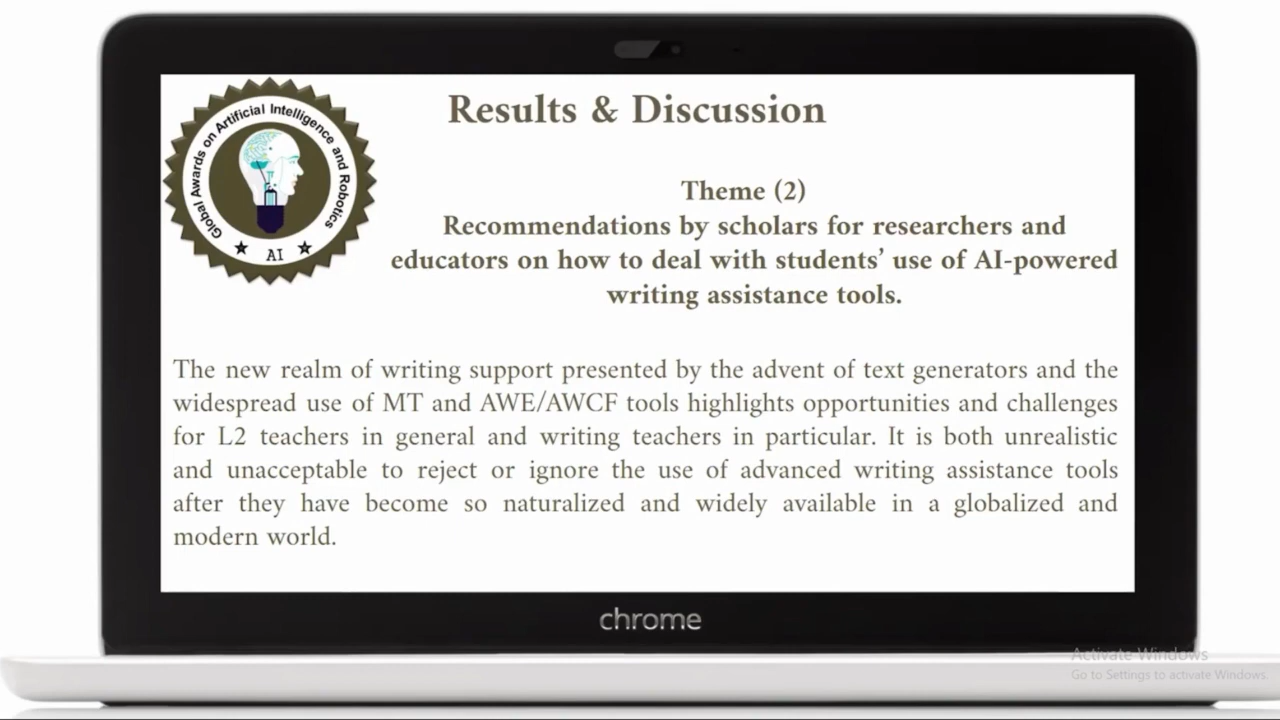 Global Awards on Artificial Intelligence and Robotics
AI
Results & Discussion
Theme (2)
Recommendations by scholars for researchers and
educators on how to deal with students’ use of AI-powered
writing assistance tools.
The new realm of writing support presented by the advent of text generators and the
widespread use of MT and AWE/AWCF tools highlights opportunities and challenges
for L2 teachers in general and writing teachers in particular. It is both unrealistic
and unacceptable to reject or ignore the use of advanced writing assistance tools
after they have become so naturalized and widely available in a globalized and
modern world.
chrome
Activate Windows
Go to Settings to activate Windows.